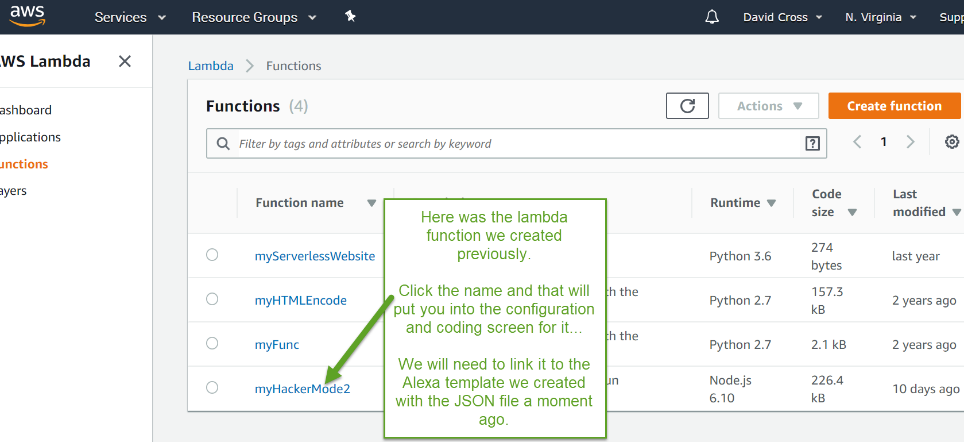 aws
Services
Resource Groups
David Cross
N. Virginia
Supp
AWS Lambda
ashboard
pplications
unctions
ayers
Lambda
Functions
Functions (4)
Actions
Create function
Filter by tags and attributes or search by keyword
?
1
Function name
Runtime
Code
size
Last
modified
myServerlessWebsite
Python 3.6
274
bytes
last year
myHTMLEncode
th the
Python 2.7
157.3
kB
2 years ago
myFunc
th the
Python 2.7
2.1 kB
2 years ago
myHackerMode2
un
Node.js
6.10
226.4
kB
10 days ago
Here was the lambda
function we created
previously.
Click the name and that will
put you into the configuration
and coding screen for it...
We will need to link it to the
Alexa template we created
with the JSON file a moment
ago.